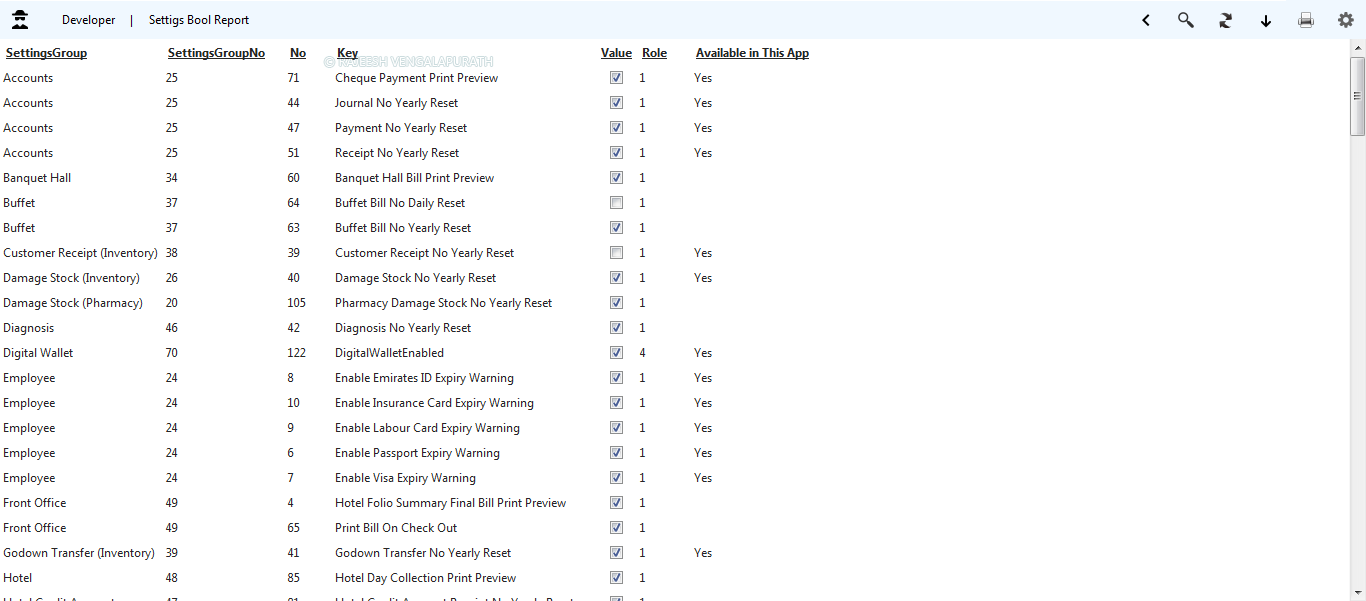 Developer | Settigs Bool Report
SettingsGroup SettingsGroupNo No Key Value Role Available in This App
© RAJEESH VENGALAPURATH
Accounts 25 71 Cheque Payment Print Preview 1 Yes
Accounts 25 44 Journal No Yearly Reset 1 Yes
Accounts 25 47 Payment No Yearly Reset 1 Yes
Accounts 25 51 Receipt No Yearly Reset 1 Yes
Banquet Hall 34 60 Banquet Hall Bill Print Preview 1
Buffet 37 64 Buffet Bill No Daily Reset 1
Buffet 37 63 Buffet Bill No Yearly Reset 1
Customer Receipt (Inventory) 38 39 Customer Receipt No Yearly Reset 1 Yes
Damage Stock (Inventory) 26 40 Damage Stock No Yearly Reset 1 Yes
Damage Stock (Pharmacy) 20 105 Pharmacy Damage Stock No Yearly Reset 1
Diagnosis 46 42 Diagnosis No Yearly Reset 1
Digital Wallet 70 122 DigitalWalletEnabled 4 Yes
Employee 24 8 Enable Emirates ID Expiry Warning 1 Yes
Employee 24 10 Enable Insurance Card Expiry Warning 1 Yes
Employee 24 9 Enable Labour Card Expiry Warning 1 Yes
Employee 24 6 Enable Passport Expiry Warning 1 Yes
Employee 24 7 Enable Visa Expiry Warning 1 Yes
Front Office 49 4 Hotel Folio Summary Final Bill Print Preview 1
Front Office 49 65 Print Bill On Check Out 1
Godown Transfer (Inventory) 39 41 Godown Transfer No Yearly Reset 1 Yes
Hotel 48 85 Hotel Day Collection Print Preview 1